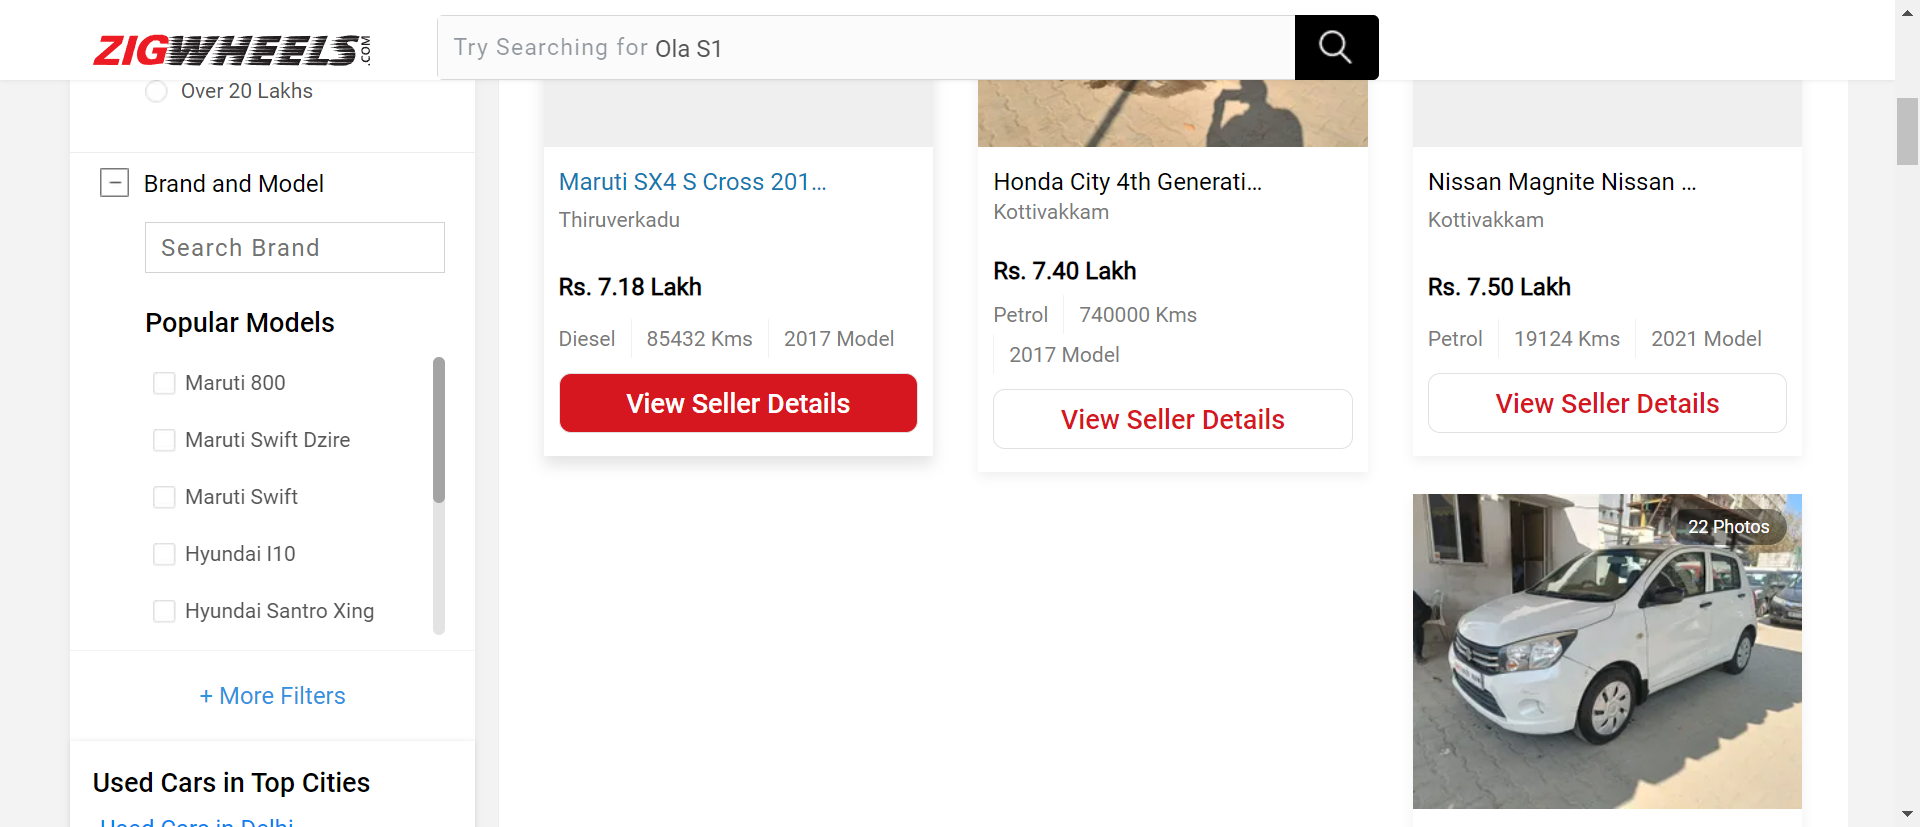 ZIGWHEELS.COM
Try Searching for Ola S1
Over 20 Lakhs
Brand and Model
Search Brand
Popular Models
Maruti 800
Maruti Swift Dzire
Maruti Swift
Hyundai I10
Hyundai Santro Xing
+ More Filters
Used Cars in Top Cities
Used Cars in Delhi
Maruti SX4 S Cross 201...
Thiruverkadu
Rs. 7.18 Lakh
Diesel 85432 Kms 2017 Model
View Seller Details
Honda City 4th Generati...
Kottivakkam
Rs. 7.40 Lakh
Petrol 740000 Kms
2017 Model
View Seller Details
Nissan Magnite Nissan ...
Kottivakkam
Rs. 7.50 Lakh
Petrol 19124 Kms 2021 Model
View Seller Details
22 Photos